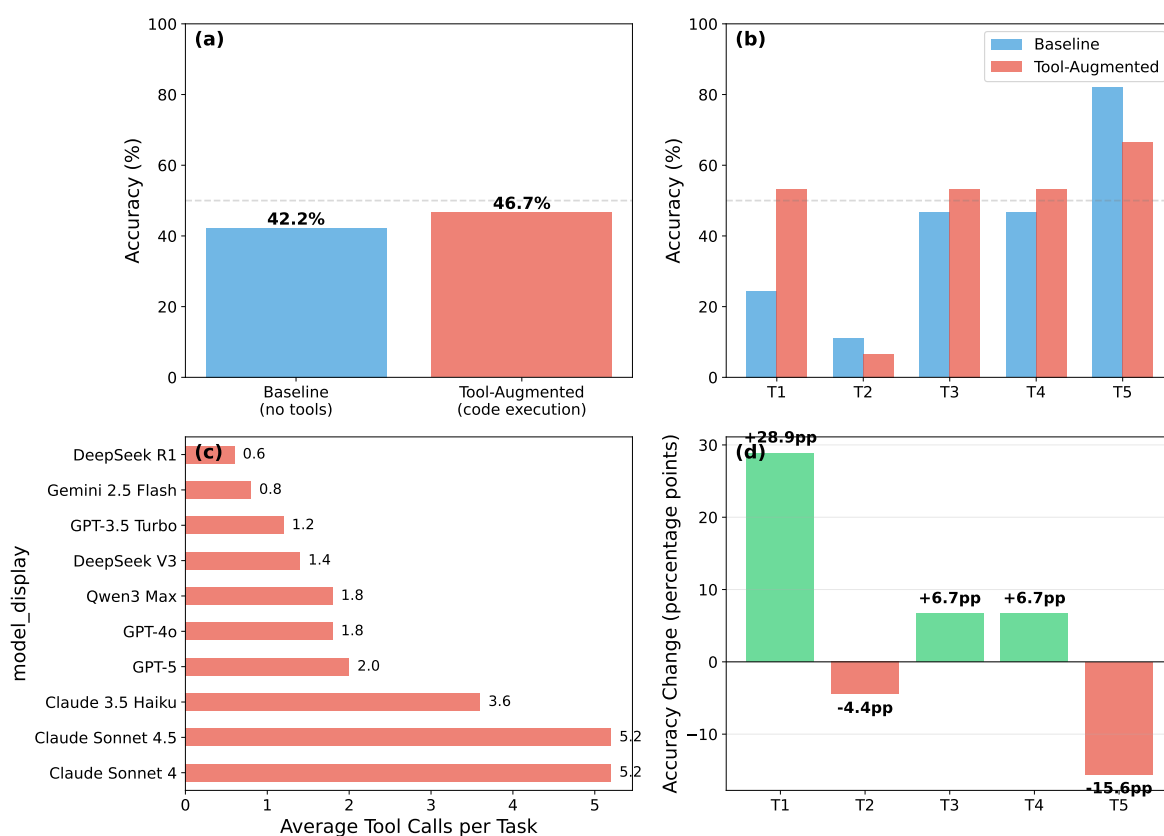 (a)
Accuracy (%)
100
80
60
40
20
0
42.2%
46.7%
Baseline
(no tools)
Tool-Augmented
(code execution)
(b)
Baseline
Tool-Augmented
Accuracy (%)
100
80
60
40
20
0
T1
T2
T3
T4
T5
(c)
model_display
DeepSeek R1
0.6
Gemini 2.5 Flash
0.8
GPT-3.5 Turbo
1.2
DeepSeek V3
1.4
Qwen3 Max
1.8
GPT-4o
1.8
GPT-5
2.0
Claude 3.5 Haiku
3.6
Claude Sonnet 4.5
5.2
Claude Sonnet 4
5.2
0
1
2
3
4
5
Average Tool Calls per Task
(d)
Accuracy Change (percentage points)
30
20
10
0
−10
+28.9pp
-4.4pp
+6.7pp
+6.7pp
-15.6pp
T1
T2
T3
T4
T5